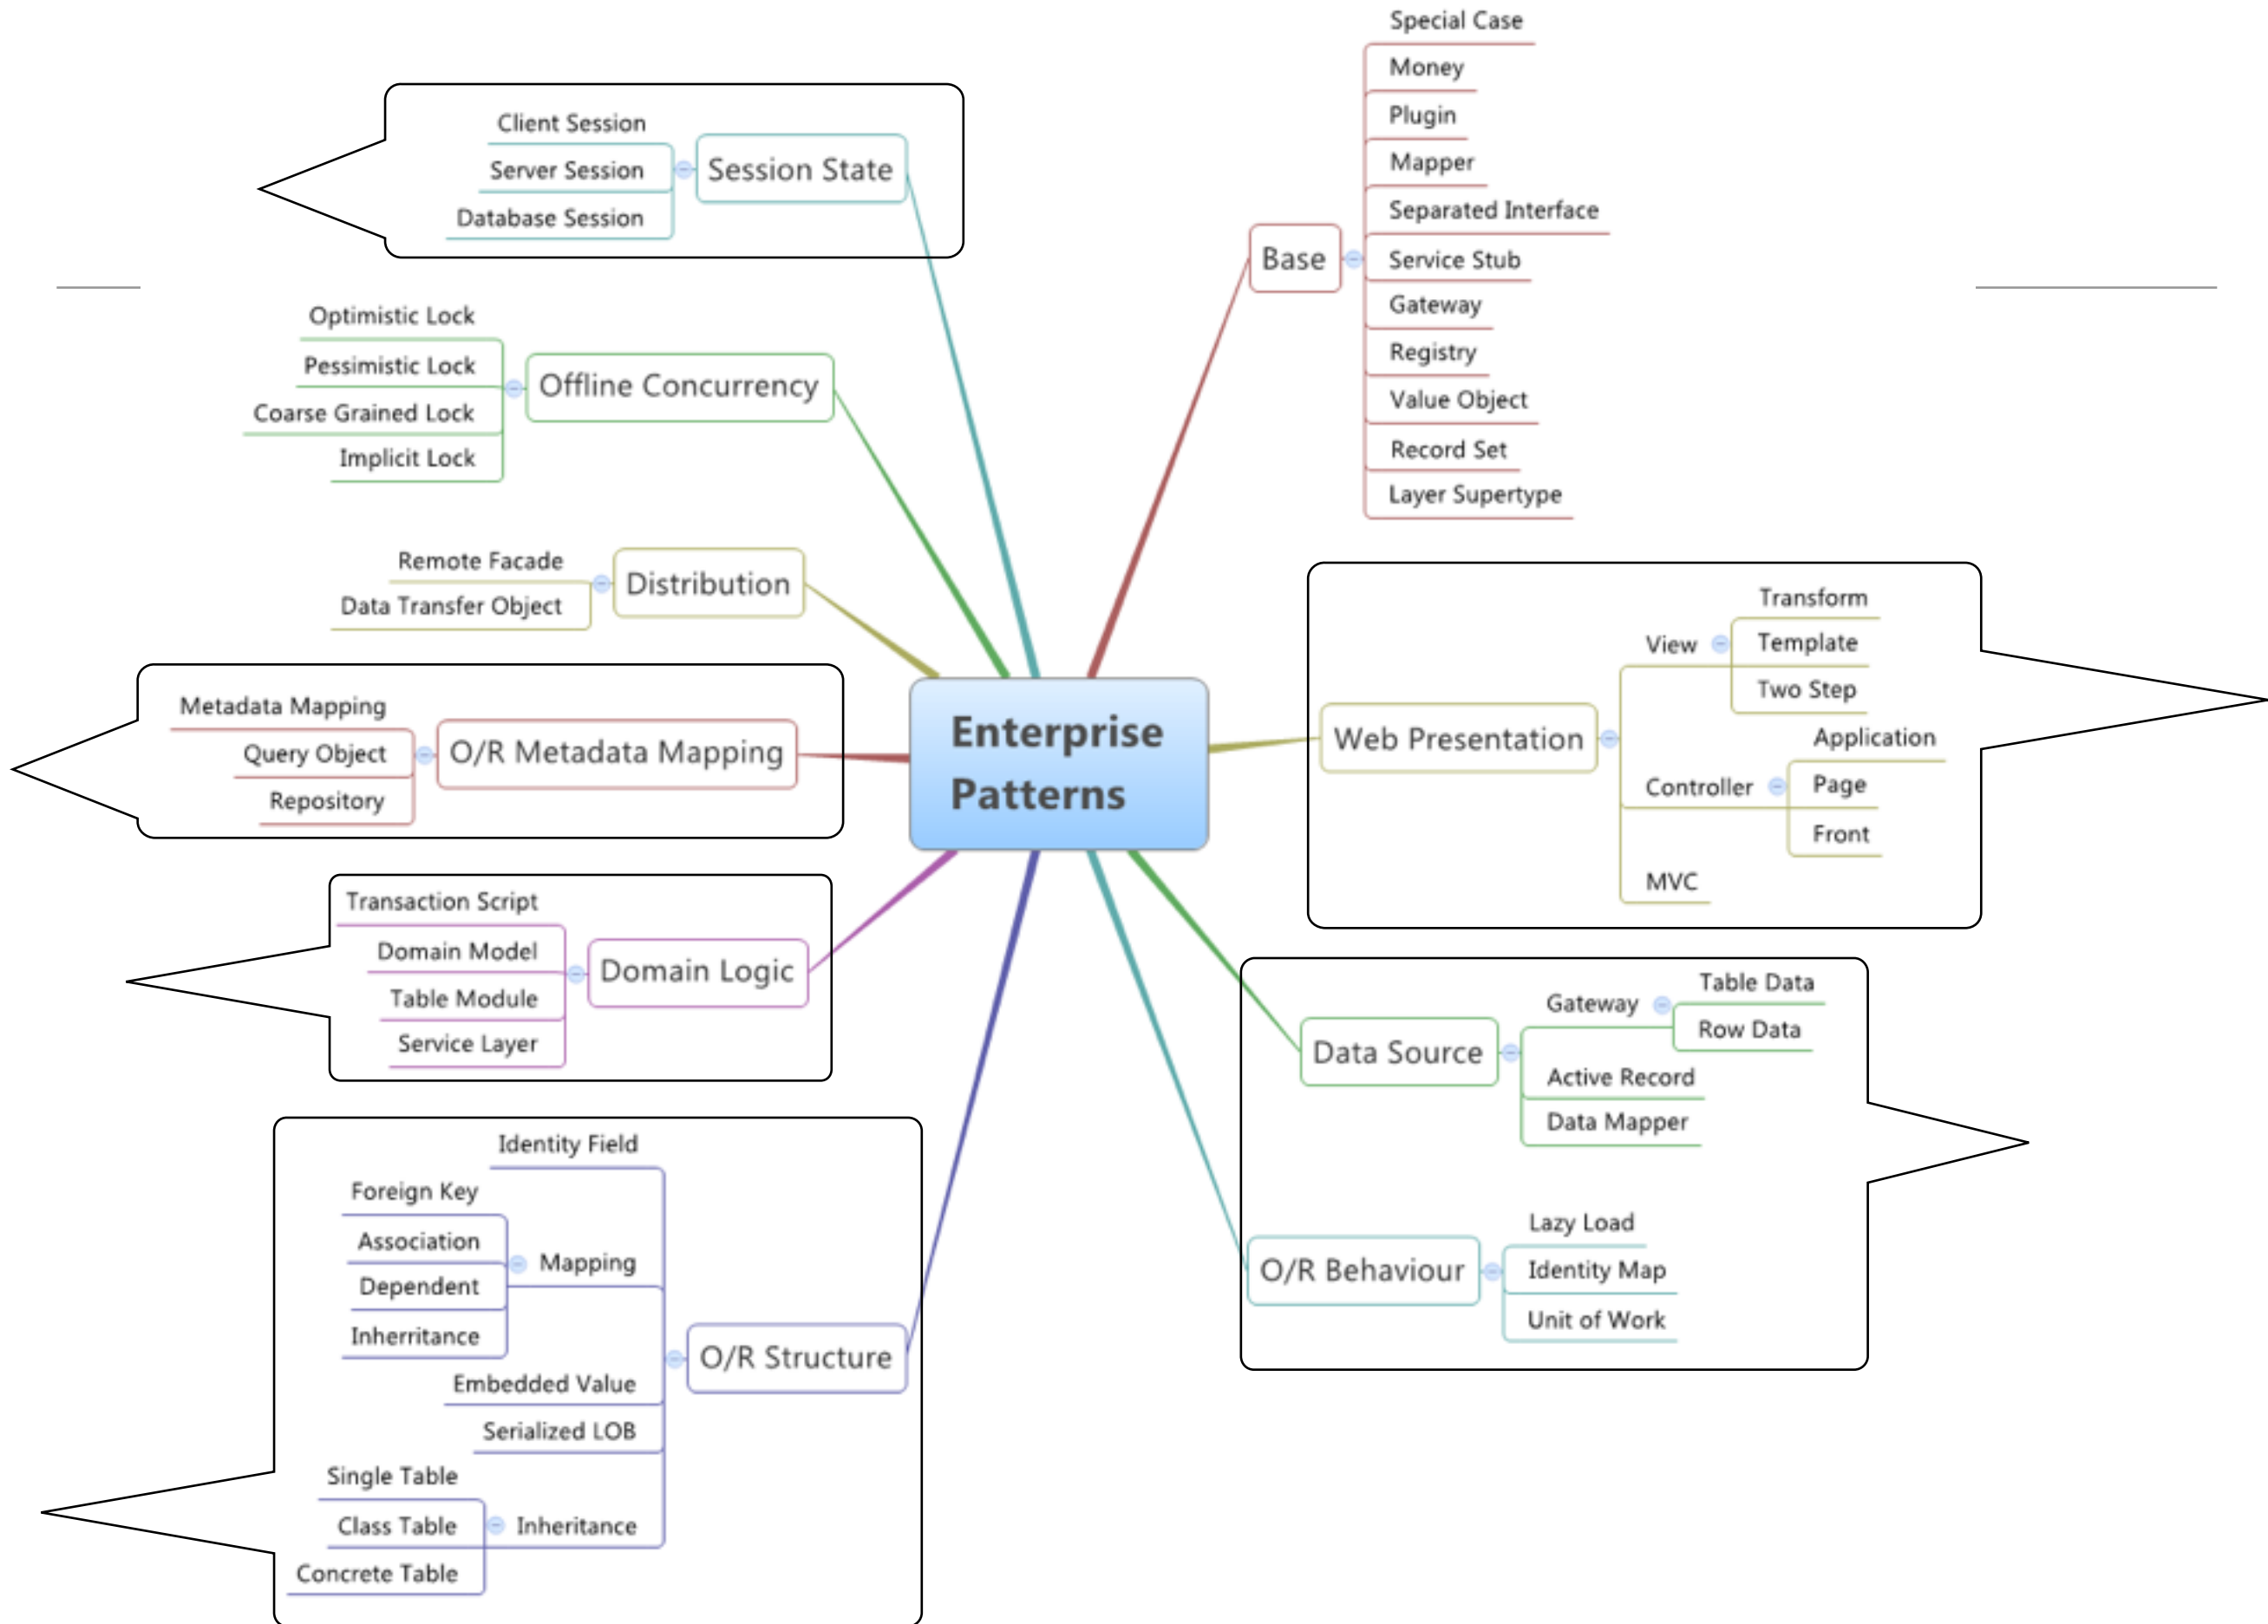 Enterprise
Patterns
Session State
Client Session
Server Session
Database Session
Offline Concurrency
Optimistic Lock
Pessimistic Lock
Coarse Grained Lock
Implicit Lock
Distribution
Remote Facade
Data Transfer Object
O/R Metadata Mapping
Metadata Mapping
Query Object
Repository
Domain Logic
Transaction Script
Domain Model
Table Module
Service Layer
O/R Structure
Identity Field
Mapping
Foreign Key
Association
Dependent
Inherritance
Embedded Value
Serialized LOB
Inheritance
Single Table
Class Table
Concrete Table
Base
Special Case
Money
Plugin
Mapper
Separated Interface
Service Stub
Gateway
Registry
Value Object
Record Set
Layer Supertype
Web Presentation
View
Transform
Template
Two Step
Controller
Application
Page
Front
MVC
Data Source
Gateway
Table Data
Row Data
Active Record
Data Mapper
O/R Behaviour
Lazy Load
Identity Map
Unit of Work